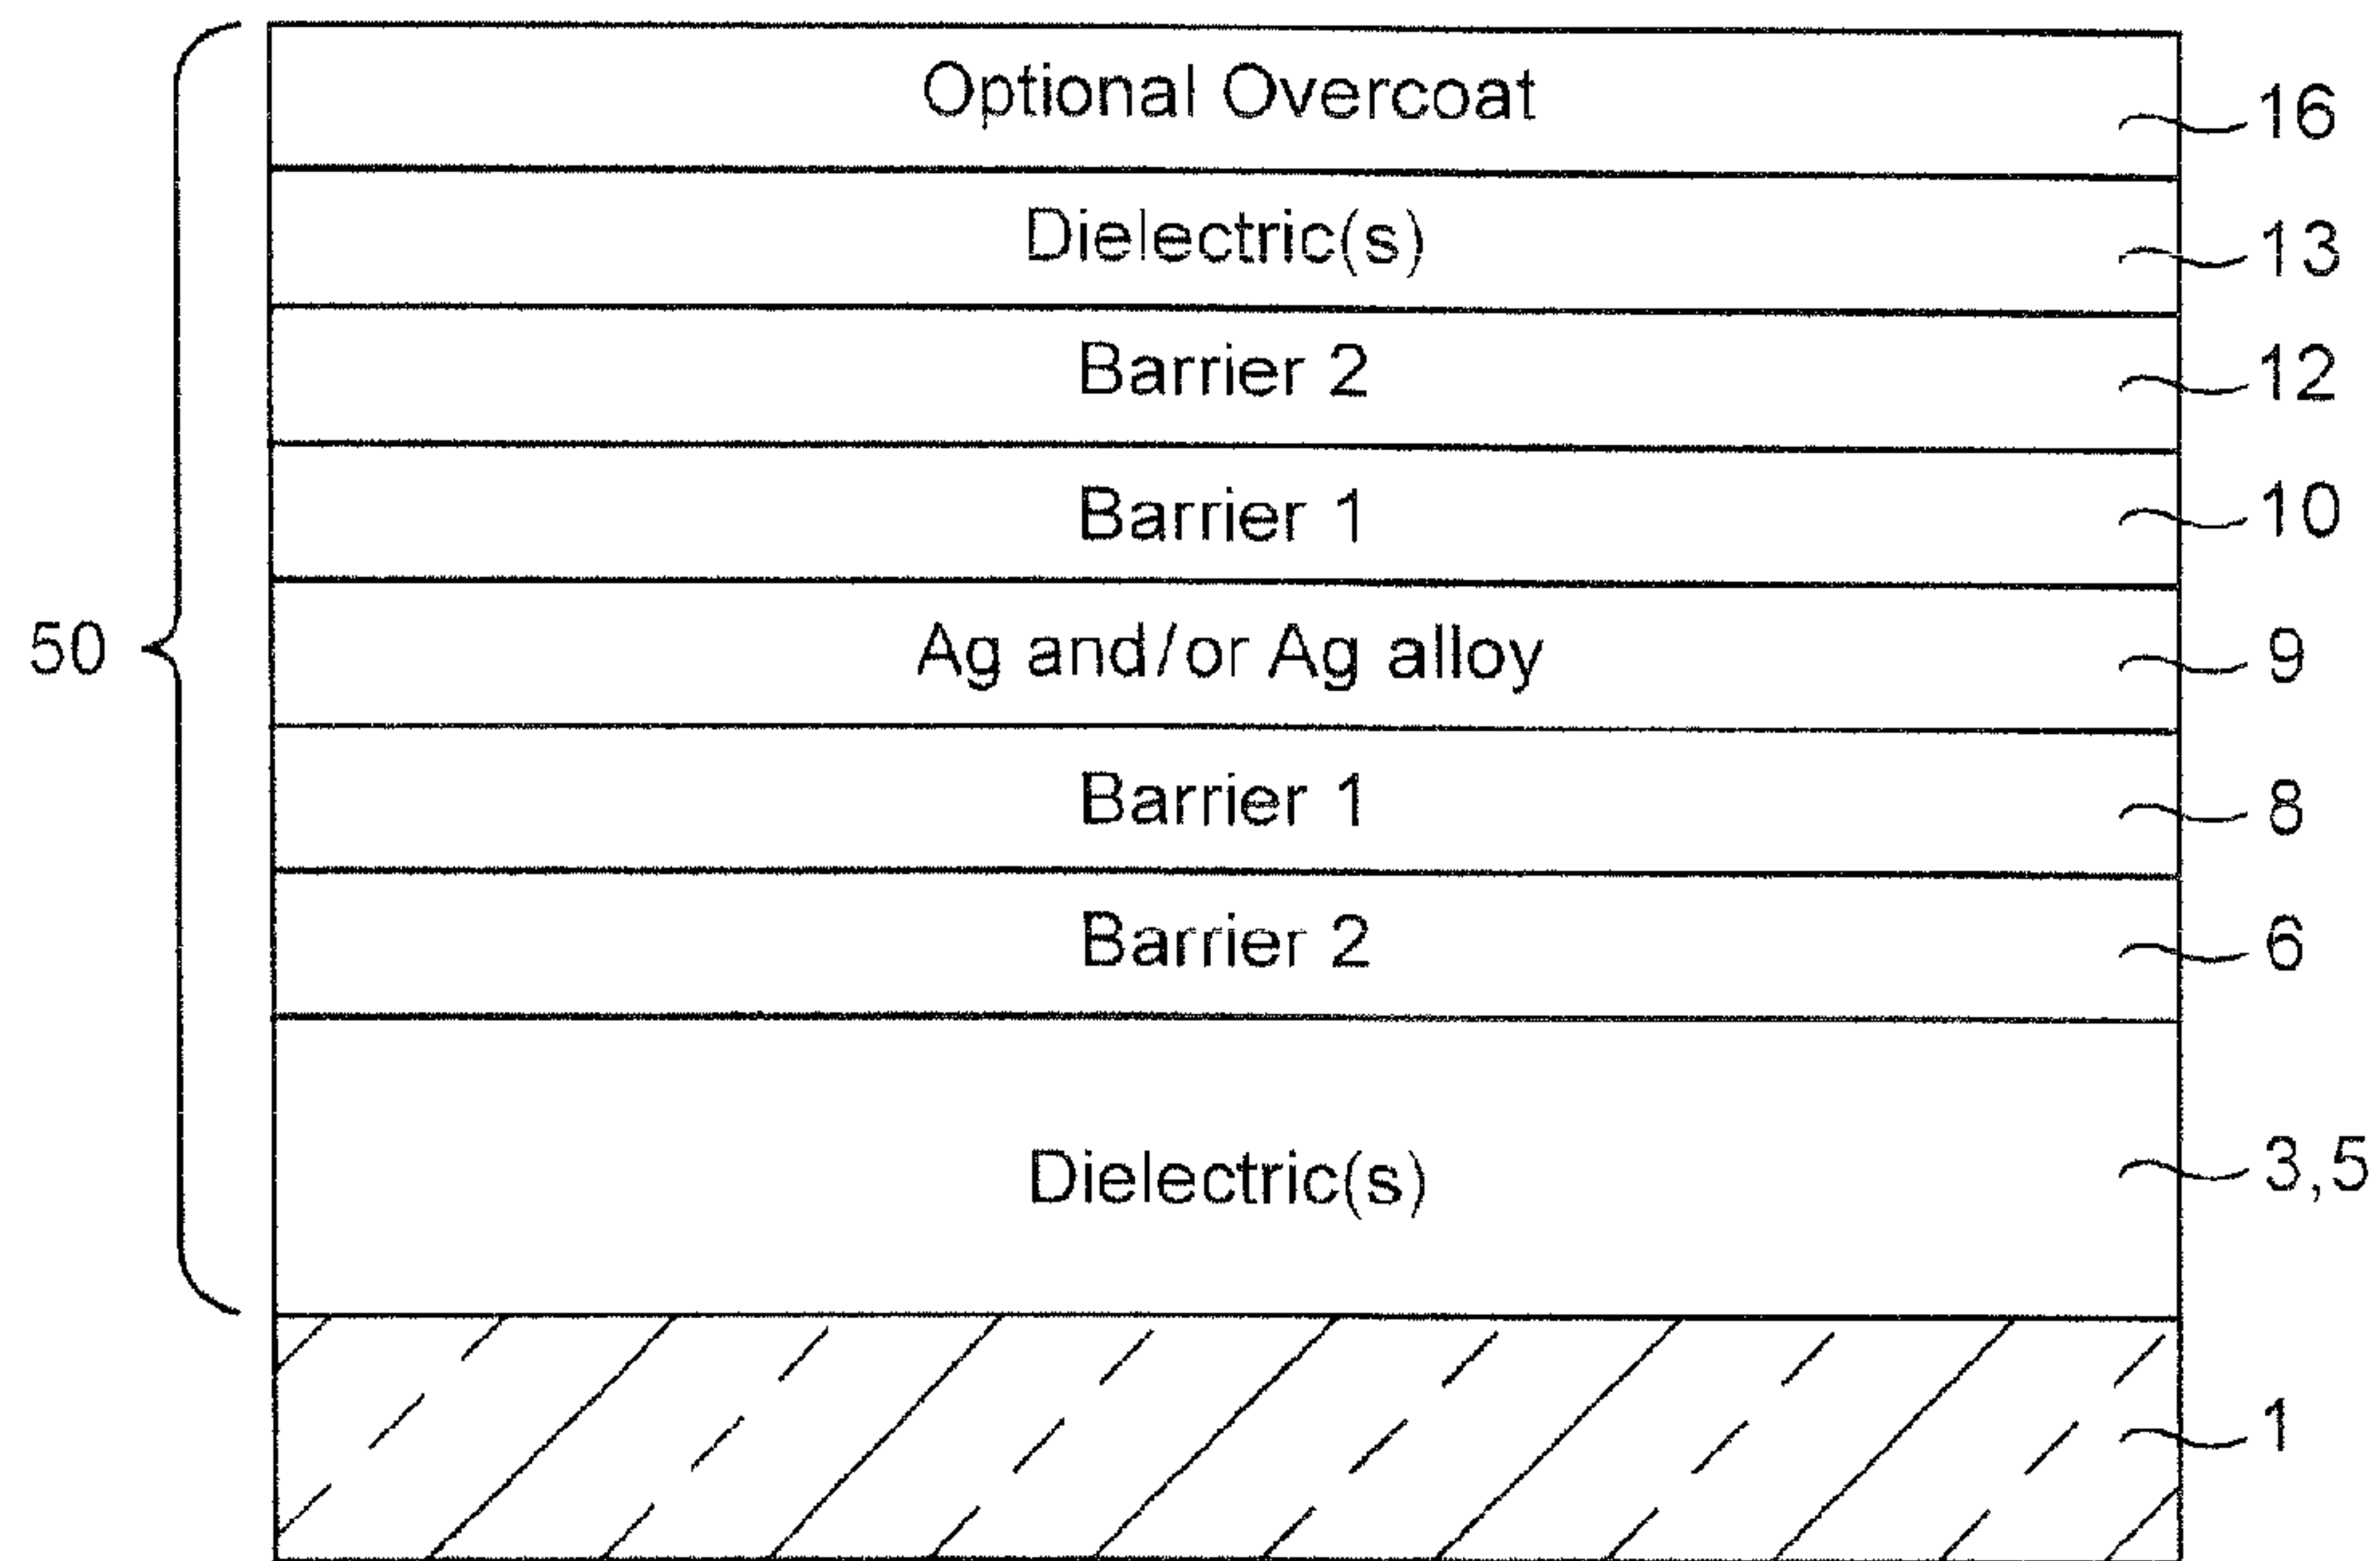 Optional Overcoat 16
Dielectric(s) 13
Barrier 2 12
Barrier 1 10
50
Ag and/or Ag alloy 9
Barrier 1 8
Barrier 2 6
Dielectric(s) 3,5
1